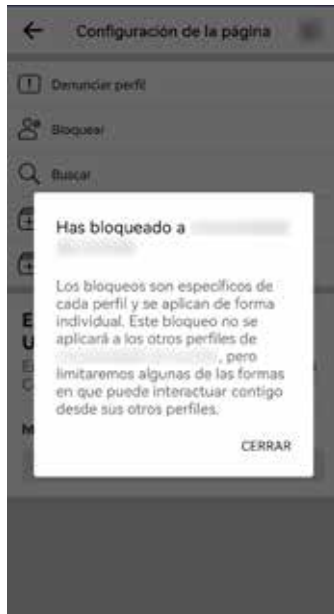 Configuración de la página
Denunciar perfil
Bloquear
Buscar
Has bloqueado a
Los bloqueos son específicos de
cada perfil y se aplican de forma
individual. Este bloqueo no se
aplicará a los otros perfiles de
, pero
limitaremos algunas de las formas
en que puede interactuar contigo
desde sus otros perfiles.
CERRAR